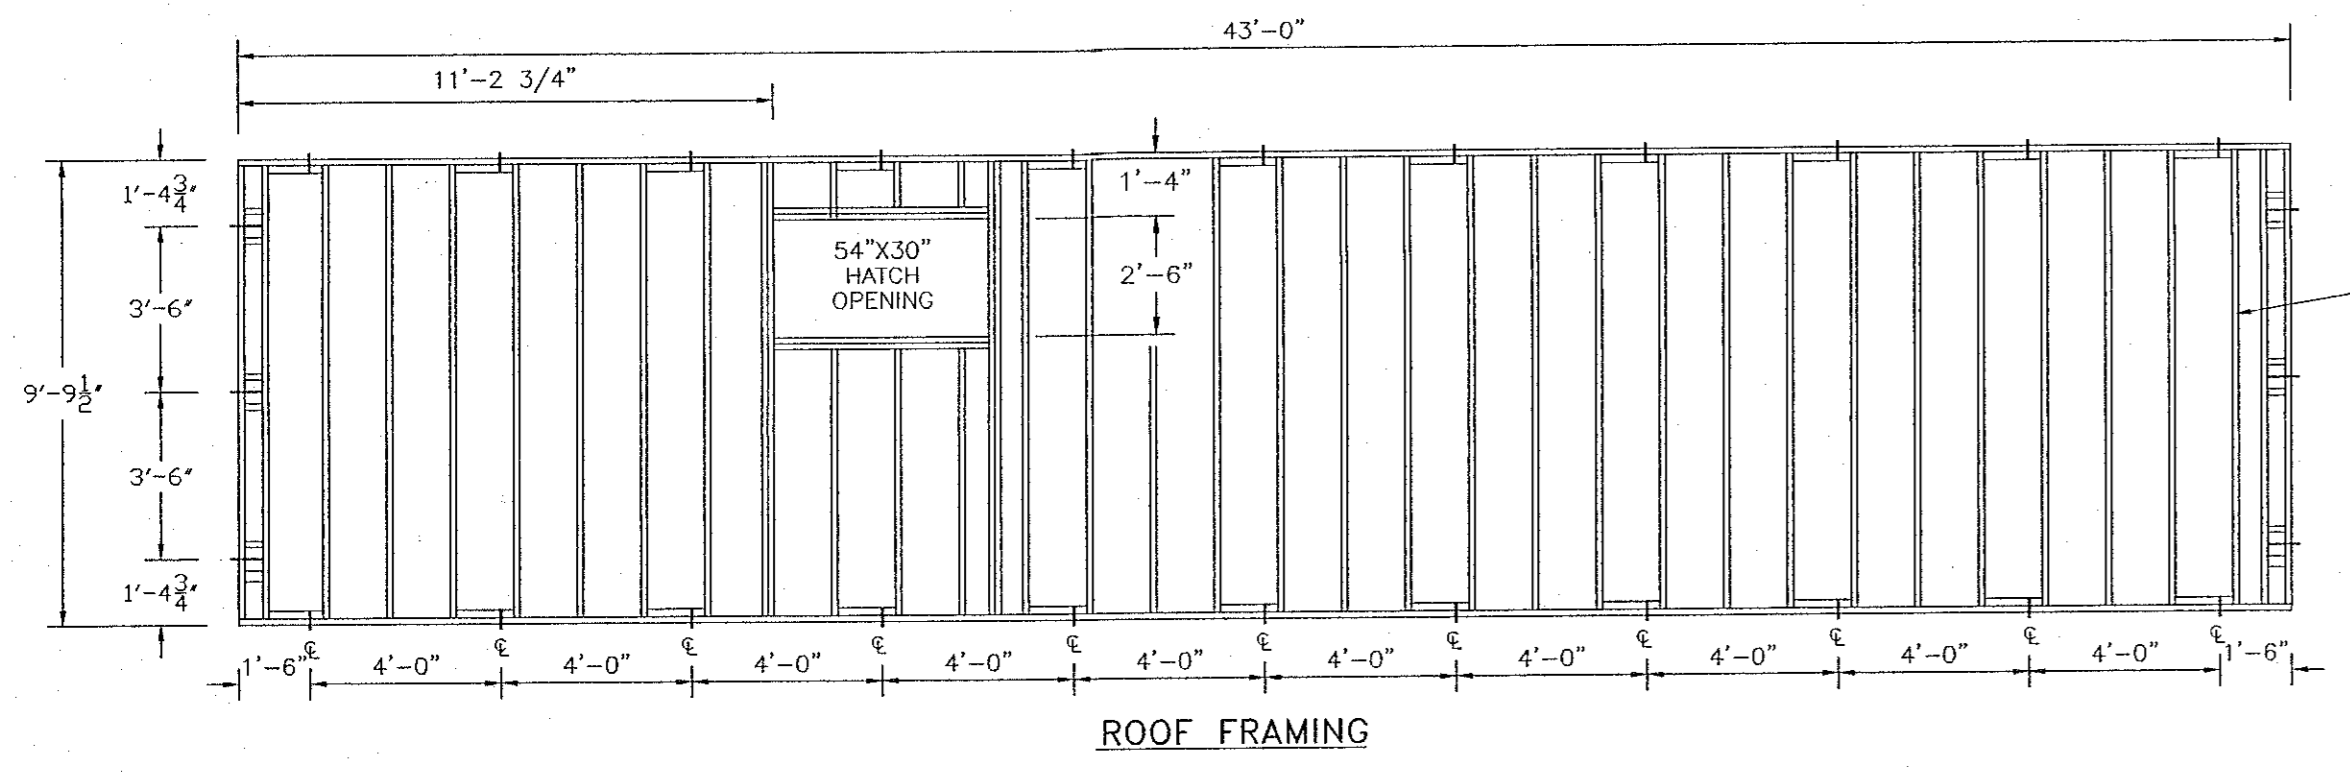 43'-0"
11'-2 3/4"
1'-4 3/4"
1'-4"
54"X30"
HATCH
OPENING
2'-6"
3'-6"
9'-9 1/2"
3'-6"
1'-4 3/4"
℄ ℄ ℄ ℄ ℄ ℄ ℄ ℄ ℄ ℄ ℄
1'-6" 4'-0" 4'-0" 4'-0" 4'-0" 4'-0" 4'-0" 4'-0" 4'-0" 4'-0" 4'-0" 1'-6"
ROOF FRAMING